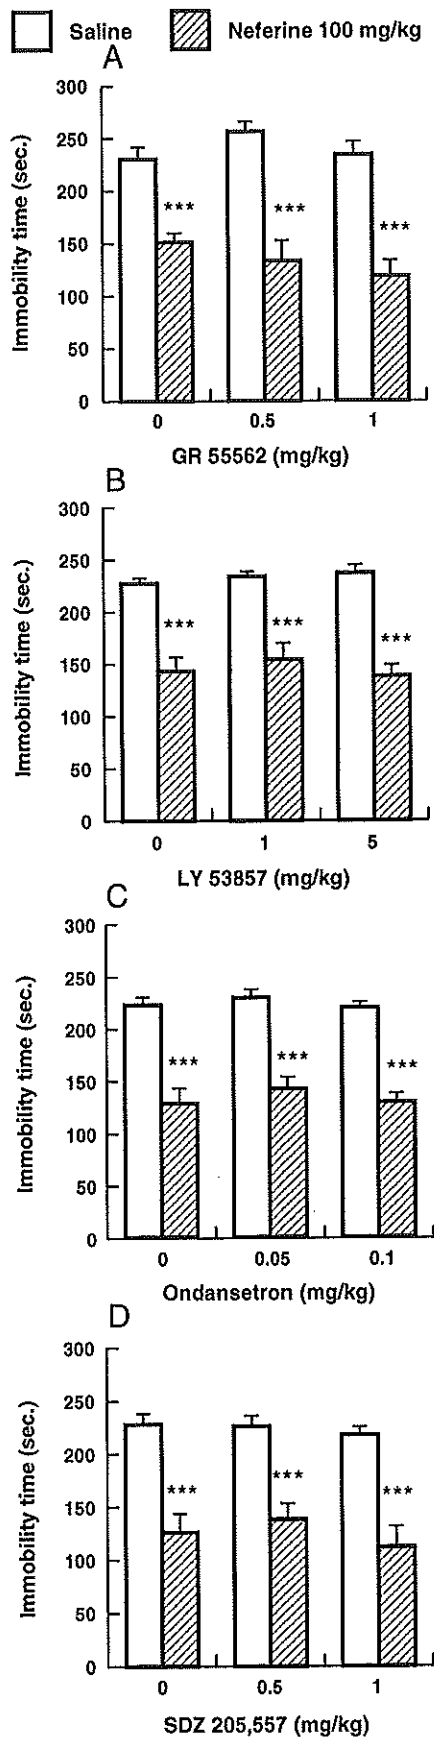 Saline Neferine 100 mg/kg
A
Immobility time (sec.)
300
250
200
150
100
50
0
***
***
***
0 0.5 1
GR 55562 (mg/kg)
B
Immobility time (sec.)
300
250
200
150
100
50
0
***
***
***
0 1 5
LY 53857 (mg/kg)
C
Immobility time (sec.)
300
250
200
150
100
50
0
***
***
***
0 0.05 0.1
Ondansetron (mg/kg)
D
Immobility time (sec.)
300
250
200
150
100
50
0
***
***
***
0 0.5 1
SDZ 205,557 (mg/kg)